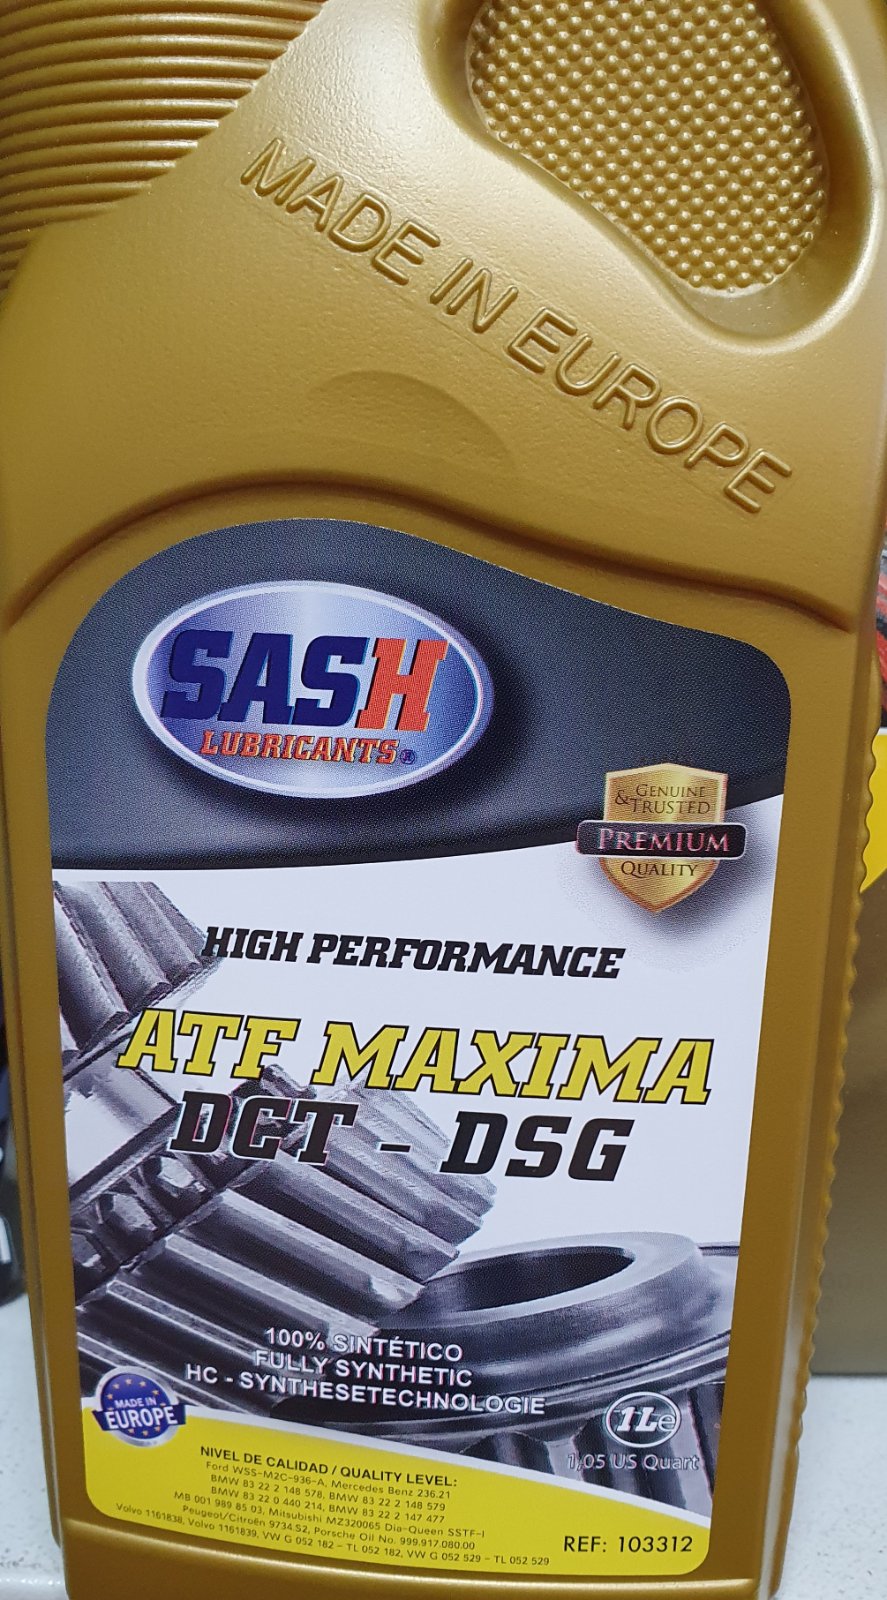 MADE IN EUROPE
SASH
LUBRICANTS®
GENUINE
& TRUSTED
PREMIUM
QUALITY
HIGH PERFORMANCE
ATF MAXIMA
DCT - DSG
100% SINTÉTICO
FULLY SYNTHETIC
HC - SYNTHESETECHNOLOGIE
MADE IN
EUROPE
1Le
1,05 US Quart
NIVEL DE CALIDAD / QUALITY LEVEL:
Ford WSS-M2C-936-A, Mercedes Benz 236.21
BMW 83 22 2 148 578, BMW 83 22 2 148 579
BMW 83 22 0 440 214, BMW 83 22 2 147 477
MB 001 989 85 03, Mitsubishi MZ320065 Dia-Queen SSTF-I
Peugeot/Citroën 9734.S2, Porsche Oil No. 999.917.080.00
Volvo 1161838, Volvo 1161839, VW G 052 182 - TL 052 182, VW G 052 529 - TL 052 529
REF: 103312